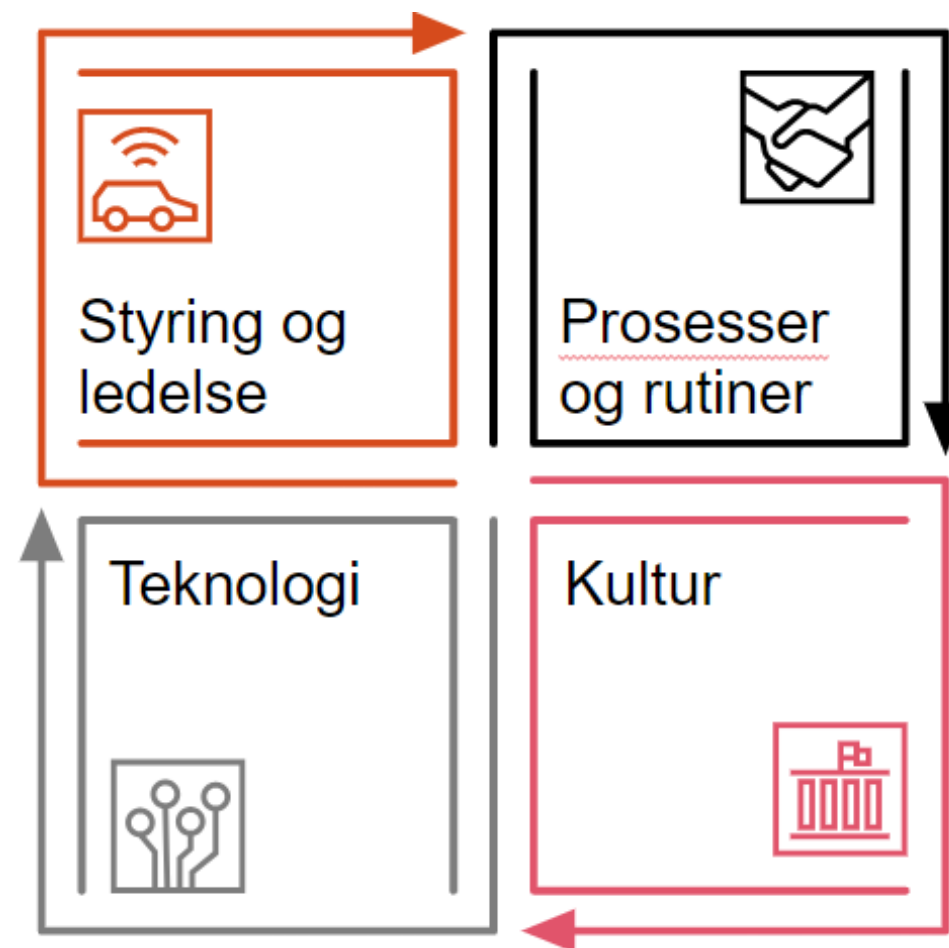 Styring og
ledelse
Prosesser
og rutiner
Teknologi
Kultur